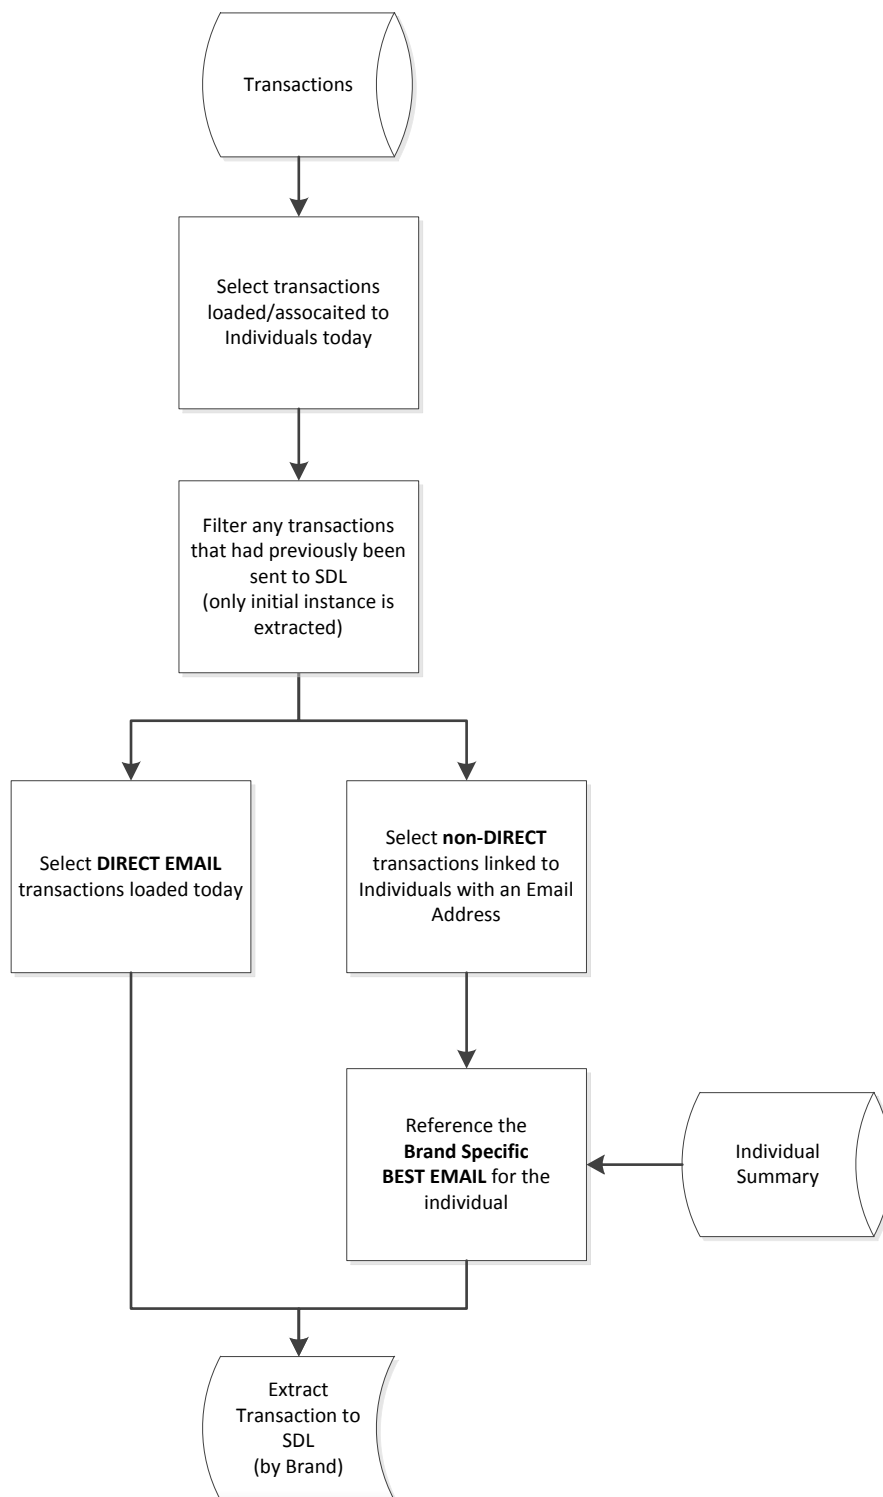 Transactions
Select transactions
loaded/assocaited to
Individuals today
Filter any transactions
that had previously been
sent to SDL
(only initial instance is
extracted)
Select DIRECT EMAIL
transactions loaded today
Select non-DIRECT
transactions linked to
Individuals with an Email
Address
Reference the
Brand Specific
BEST EMAIL for the
individual
Individual
Summary
Extract
Transaction to
SDL
(by Brand)